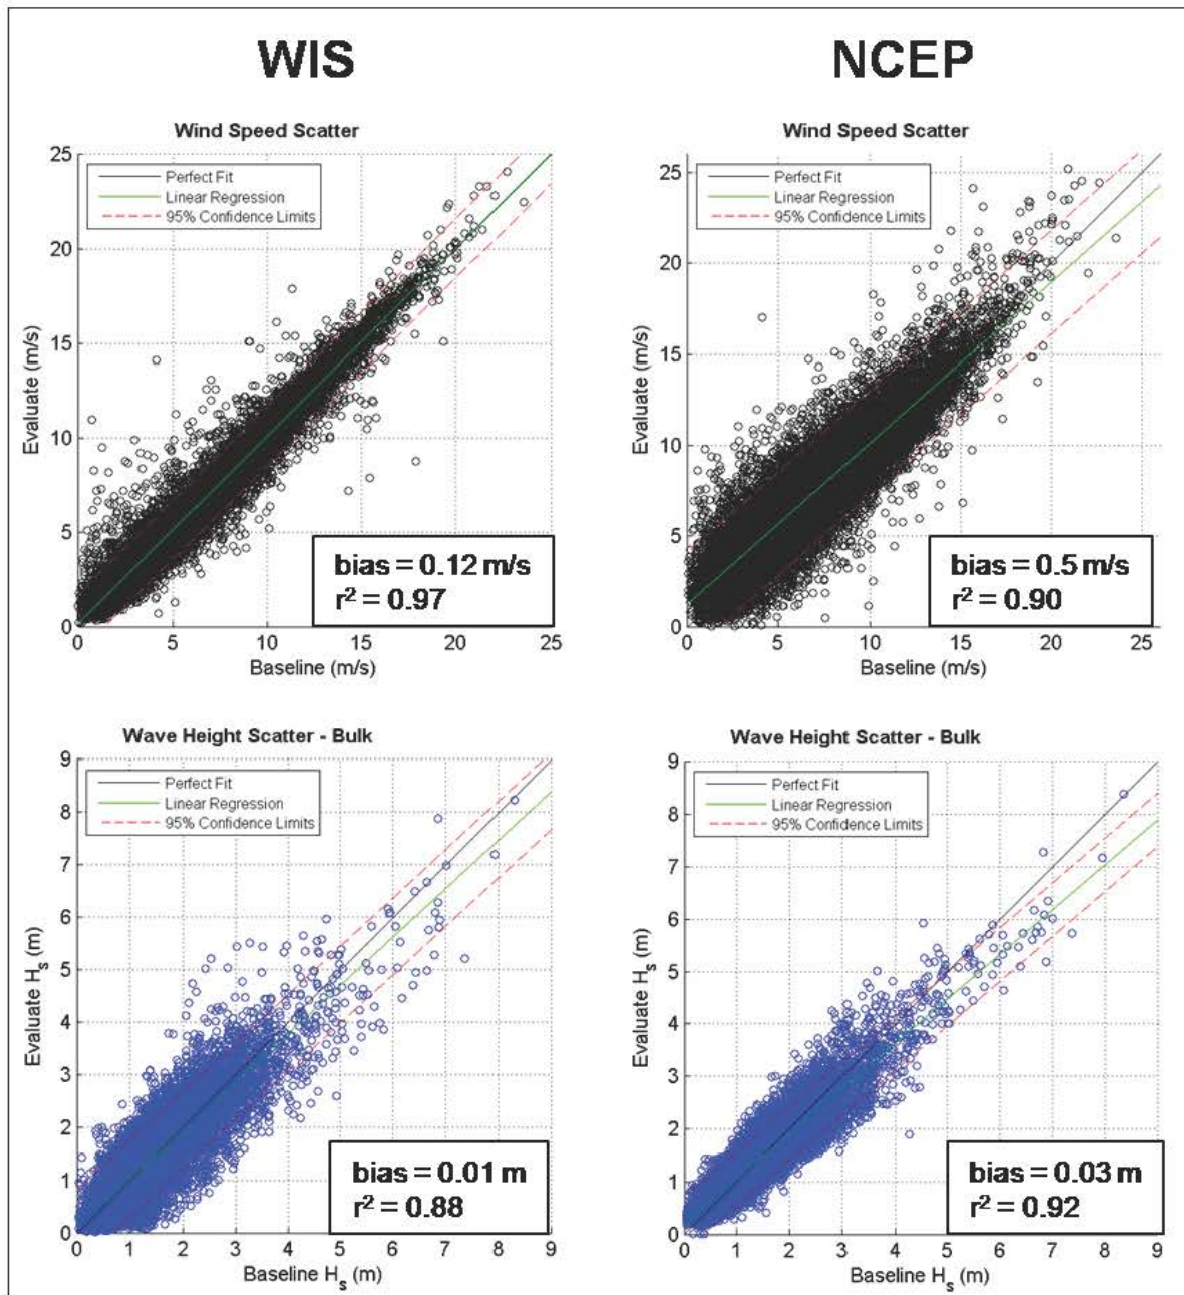 WIS
NCEP
Wind Speed Scatter
25
20
15
10
5
0
Evaluate (m/s)
Perfect Fit
Linear Regression
95% Confidence Limits
bias = 0.12 m/s
r² = 0.97
0 5 10 15 20 25
Baseline (m/s)
Wind Speed Scatter
25
20
15
10
5
0
Evaluate (m/s)
Perfect Fit
Linear Regression
95% Confidence Limits
bias = 0.5 m/s
r² = 0.90
0 5 10 15 20 25
Baseline (m/s)
Wave Height Scatter - Bulk
9
8
7
6
5
4
3
2
1
0
Evaluate Hs (m)
Perfect Fit
Linear Regression
95% Confidence Limits
bias = 0.01 m
r² = 0.88
0 1 2 3 4 5 6 7 8 9
Baseline Hs (m)
Wave Height Scatter - Bulk
9
8
7
6
5
4
3
2
1
0
Evaluate Hs (m)
Perfect Fit
Linear Regression
95% Confidence Limits
bias = 0.03 m
r² = 0.92
0 1 2 3 4 5 6 7 8 9
Baseline Hs (m)